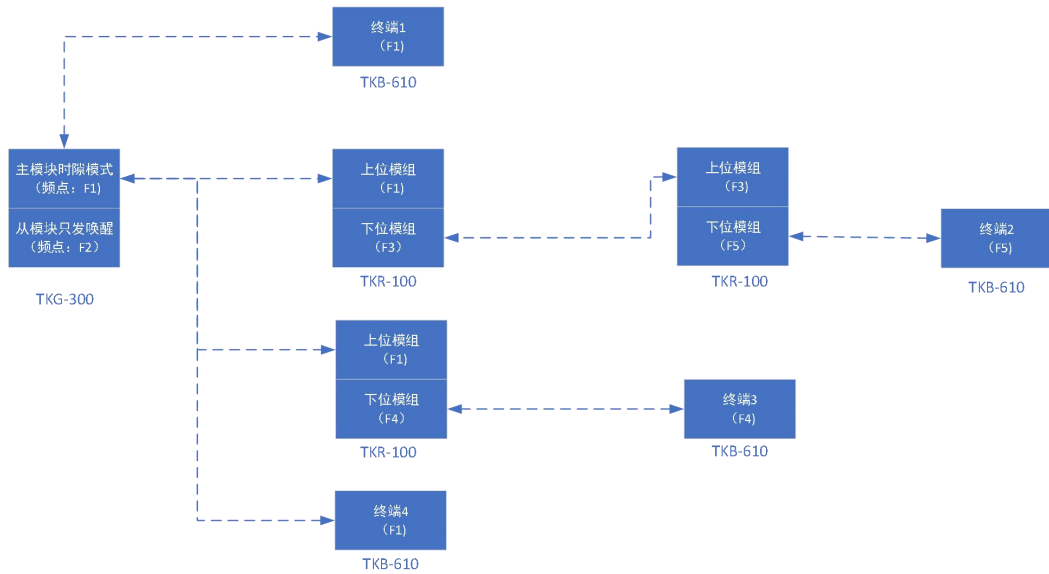 终端1
（F1）
TKB-610
主模块时隙模式
（频点：F1）
从模块只发唤醒
（频点：F2）
TKG-300
上位模组
（F1）
下位模组
（F3）
TKR-100
上位模组
（F3）
下位模组
（F5）
TKR-100
终端2
（F5）
TKB-610
上位模组
（F1）
下位模组
（F4）
TKR-100
终端3
（F4）
TKB-610
终端4
（F1）
TKB-610